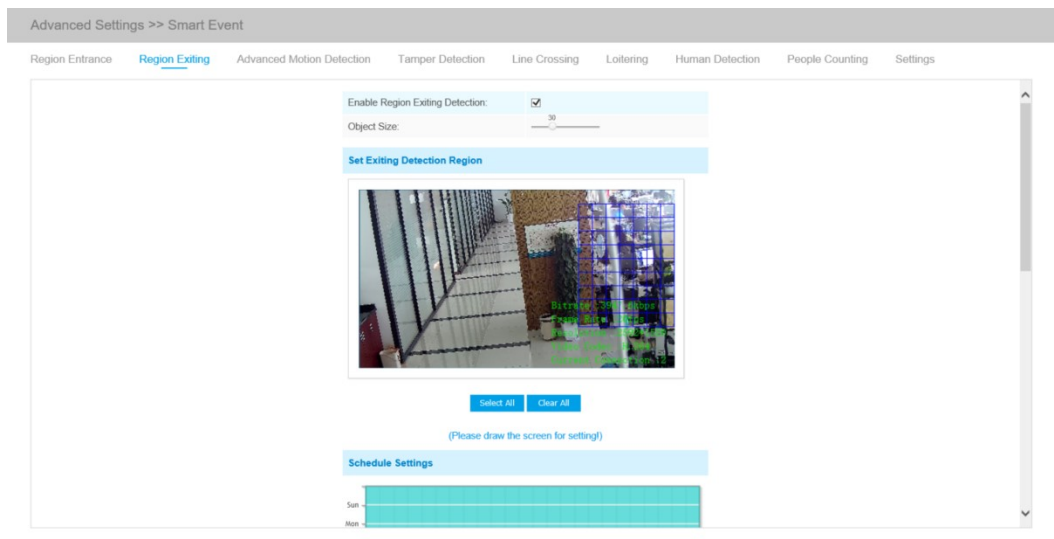 Advanced Settings >> Smart Event
Region Entrance Region Exiting Advanced Motion Detection Tamper Detection Line Crossing Loitering Human Detection People Counting Settings
Enable Region Exiting Detection:
30
Object Size:
Set Exiting Detection Region
Select All Clear All
(Please draw the screen for setting!)
Schedule Settings
Sun
Mon